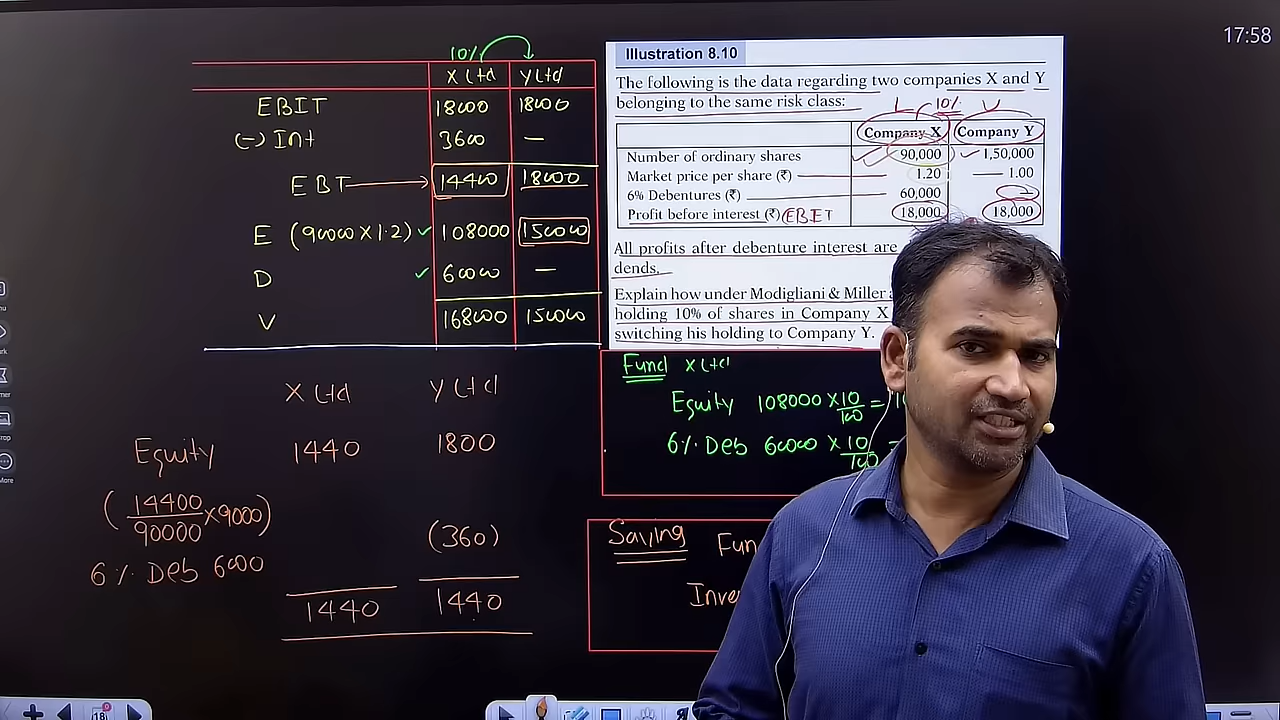 17:58
10%
X Ltd Y Ltd
EBIT 18000 18000
(-) Int 3600 —
EBT 14400 18000
E (90000 X 1.2) 108000 150000
D 60000 —
V 168000 150000
Illustration 8.10
The following is the data regarding two companies X and Y
belonging to the same risk class:
L 10% U
Company X Company Y
Number of ordinary shares 90,000 1,50,000
Market price per share (₹) 1.20 1.00
6% Debentures (₹) 60,000 –
Profit before interest (₹) EBIT 18,000 18,000
All profits after debenture interest are
dends.
Explain how under Modigliani & Miller
holding 10% of shares in Company X
switching his holding to Company Y.
X Ltd Y Ltd
Equity 1440 1800
(14400/90000 x 9000)
(360)
6% Deb 6000
1440 1440
Fund X Ltd
Equity 108000 X 10/100 =
6% Deb 60000 X 10/100 =
Saving